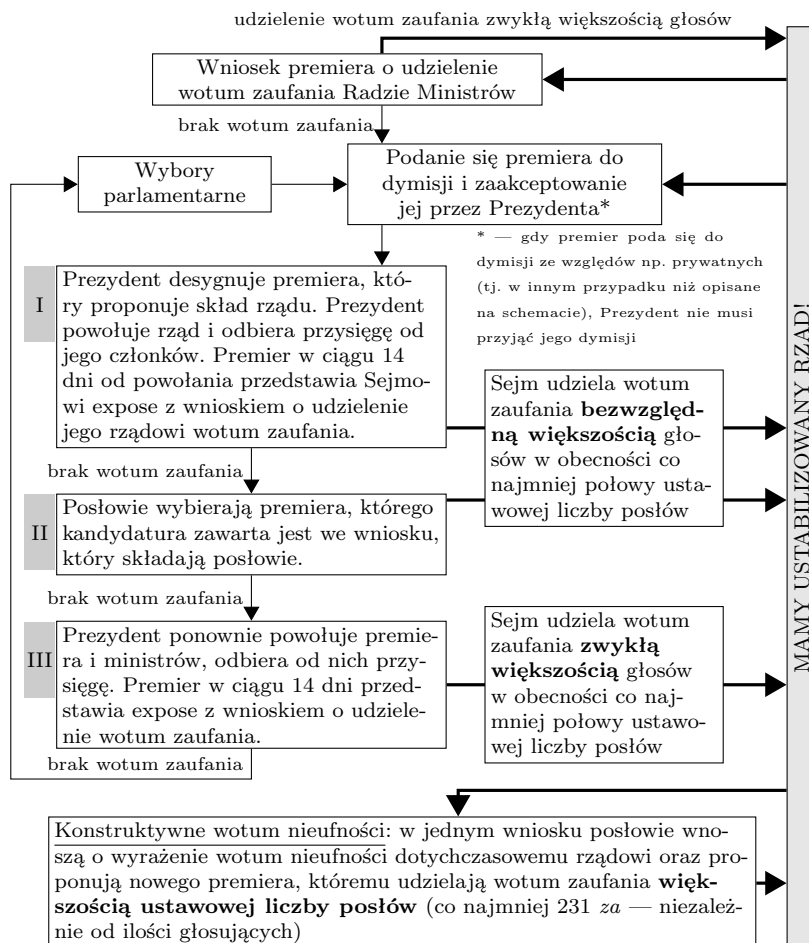 udzielenie wotum zaufania zwykłą większością głosów
Wniosek premiera o udzielenie
wotum zaufania Radzie Ministrów
brak wotum zaufania
Wybory
parlamentarne
Podanie się premiera do
dymisji i zaakceptowanie
jej przez Prezydenta*
* — gdy premier poda się do
dymisji ze względów np. prywatnych
(tj. w innym przypadku niż opisane
na schemacie), Prezydent nie musi
przyjąć jego dymisji
I
Prezydent desygnuje premiera, któ-
ry proponuje skład rządu. Prezydent
powołuje rząd i odbiera przysięgę od
jego członków. Premier w ciągu 14
dni od powołania przedstawia Sejmo-
wi expose z wnioskiem o udzielenie
jego rządowi wotum zaufania.
Sejm udziela wotum
zaufania bezwzględ-
ną większością gło-
sów w obecności co
najmniej połowy usta-
wowej liczby posłów
brak wotum zaufania
II
Posłowie wybierają premiera, którego
kandydatura zawarta jest we wniosku,
który składają posłowie.
brak wotum zaufania
III
Prezydent ponownie powołuje premie-
ra i ministrów, odbiera od nich przy-
sięgę. Premier w ciągu 14 dni przed-
stawia expose z wnioskiem o udziele-
nie wotum zaufania.
Sejm udziela wotum
zaufania zwykłą
większością głosów
w obecności co naj-
mniej połowy ustawo-
wej liczby posłów
brak wotum zaufania
Konstruktywne wotum nieufności: w jednym wniosku posłowie wno-
szą o wyrażenie wotum nieufności dotychczasowemu rządowi oraz pro-
ponują nowego premiera, któremu udzielają wotum zaufania więk-
szością ustawowej liczby posłów (co najmniej 231 za — niezależ-
nie od ilości głosujących)
MAMY USTABILIZOWANY RZĄD!